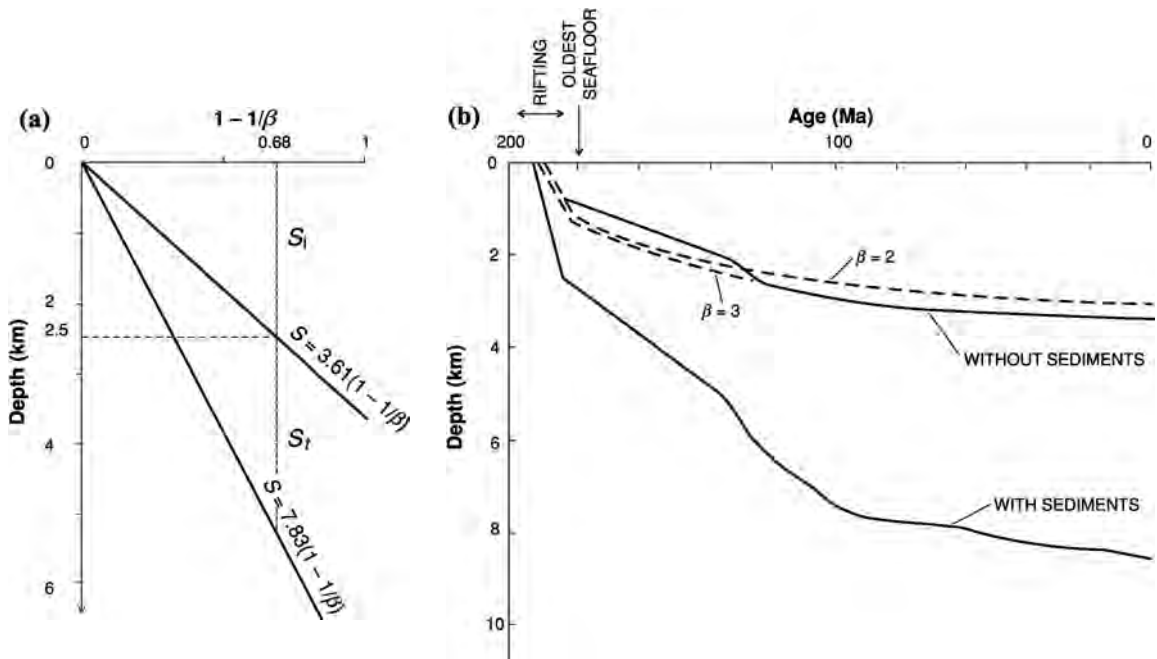 (a)
1 – 1/β
0
0.68
1
0
2
2.5
4
6
Depth (km)
Si
St
S = 3.61(1 – 1/β)
S = 7.83(1 – 1/β)
RIFTING
OLDEST
SEAFLOOR
(b)
Age (Ma)
200
100
0
0
2
4
6
8
10
Depth (km)
β = 2
β = 3
WITHOUT SEDIMENTS
WITH SEDIMENTS